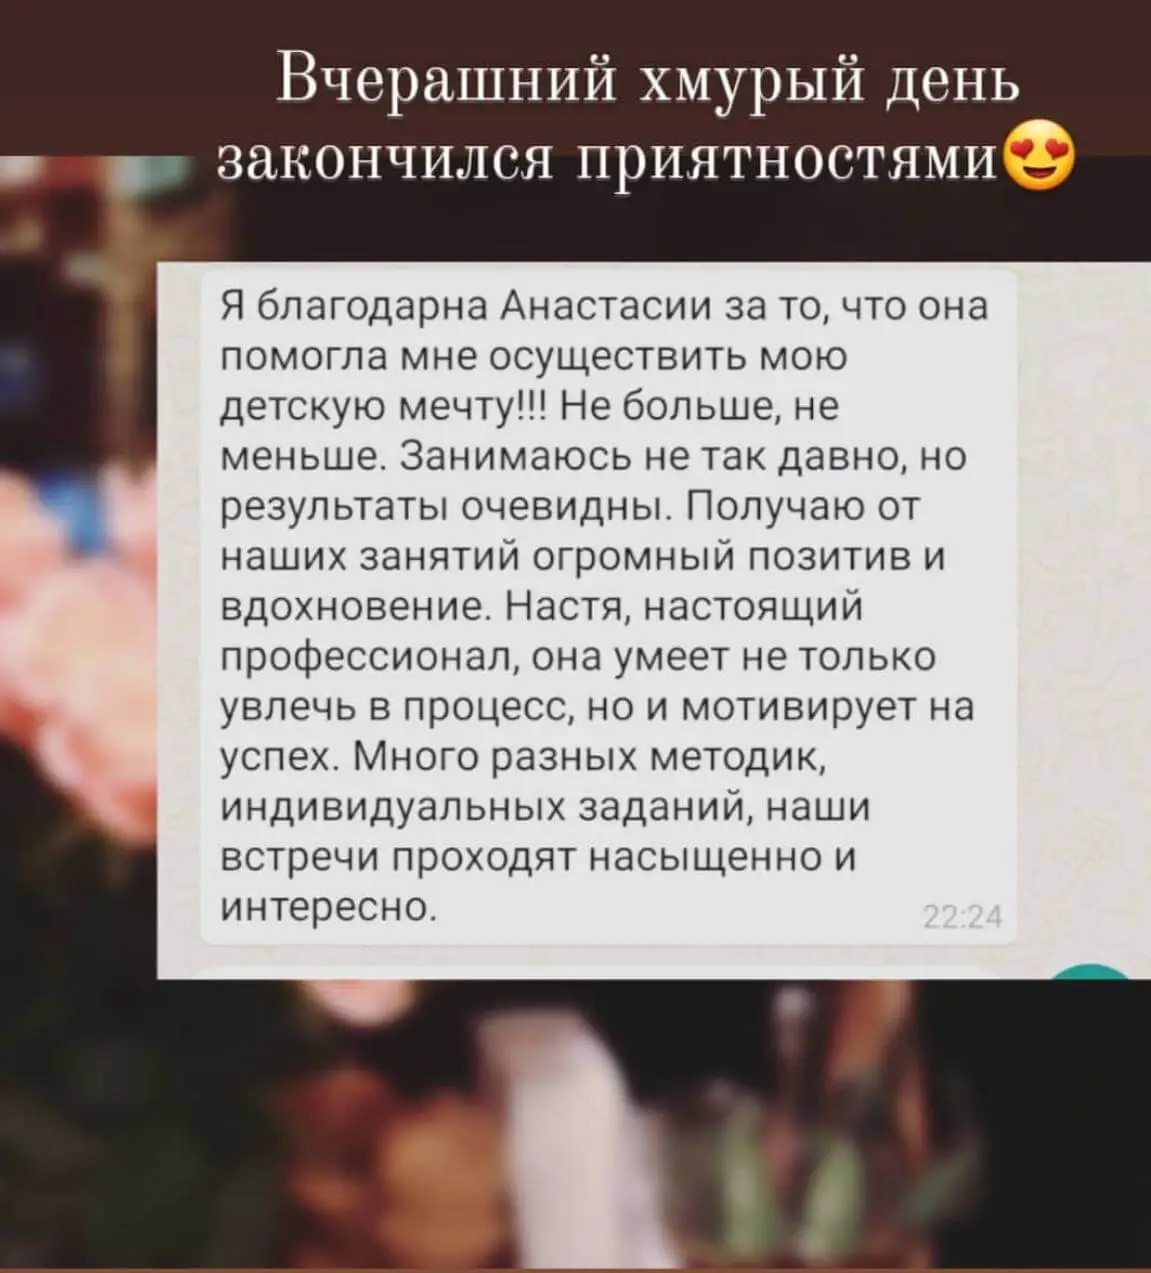 Вчерашний хмурый день
закончился приятностями😍
Я благодарна Анастасии за то, что она
помогла мне осуществить мою
детскую мечту!!! Не больше, не
меньше. Занимаюсь не так давно, но
результаты очевидны. Получаю от
наших занятий огромный позитив и
вдохновение. Настя, настоящий
профессионал, она умеет не только
увлечь в процесс, но и мотивирует на
успех. Много разных методик,
индивидуальных заданий, наши
встречи проходят насыщенно и
интересно.
22:24